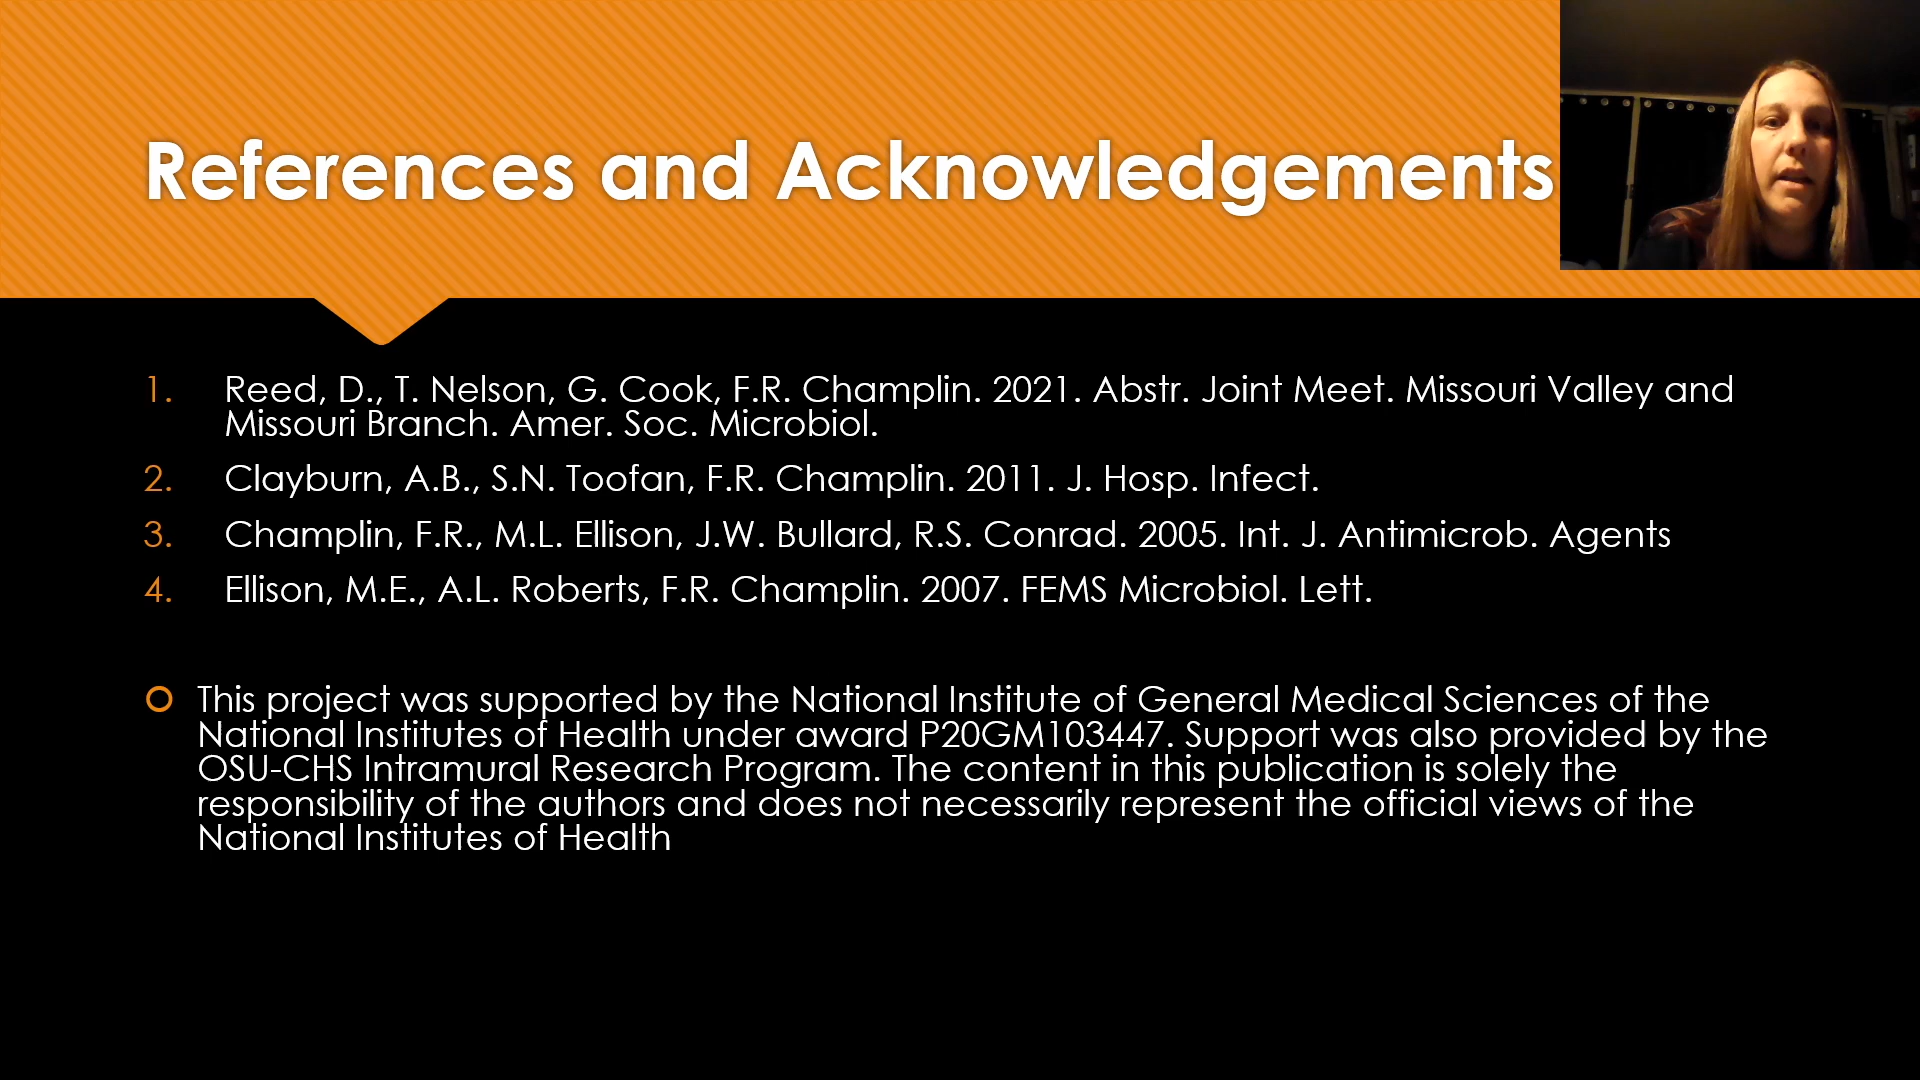 References and Acknowledgements
1. Reed, D., T. Nelson, G. Cook, F.R. Champlin. 2021. Abstr. Joint Meet. Missouri Valley and
Missouri Branch. Amer. Soc. Microbiol.
2. Clayburn, A.B., S.N. Toofan, F.R. Champlin. 2011. J. Hosp. Infect.
3. Champlin, F.R., M.L. Ellison, J.W. Bullard, R.S. Conrad. 2005. Int. J. Antimicrob. Agents
4. Ellison, M.E., A.L. Roberts, F.R. Champlin. 2007. FEMS Microbiol. Lett.
This project was supported by the National Institute of General Medical Sciences of the
National Institutes of Health under award P20GM103447. Support was also provided by the
OSU-CHS Intramural Research Program. The content in this publication is solely the
responsibility of the authors and does not necessarily represent the official views of the
National Institutes of Health